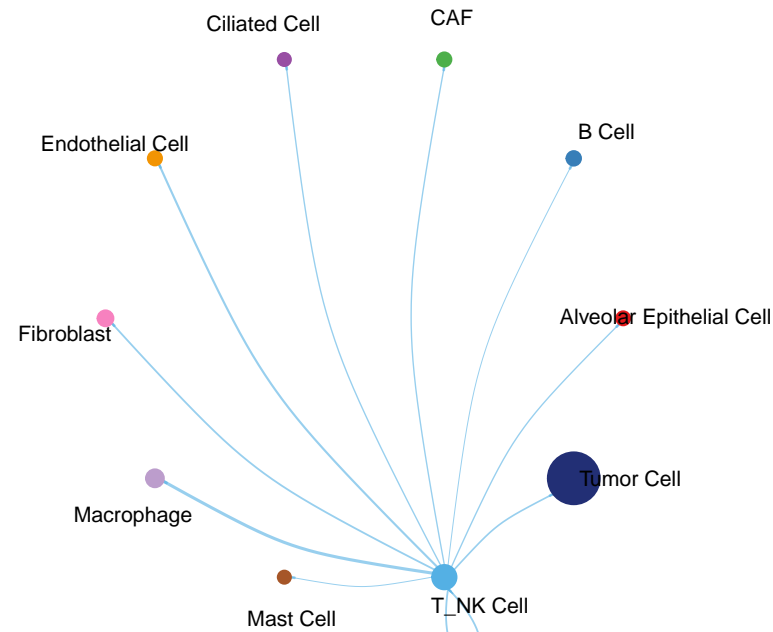 CAF
Ciliated Cell
B Cell
Endothelial Cell
Alveolar Epithelial Cell
Fibroblast
Tumor Cell
Macrophage
T_NK Cell
Mast Cell